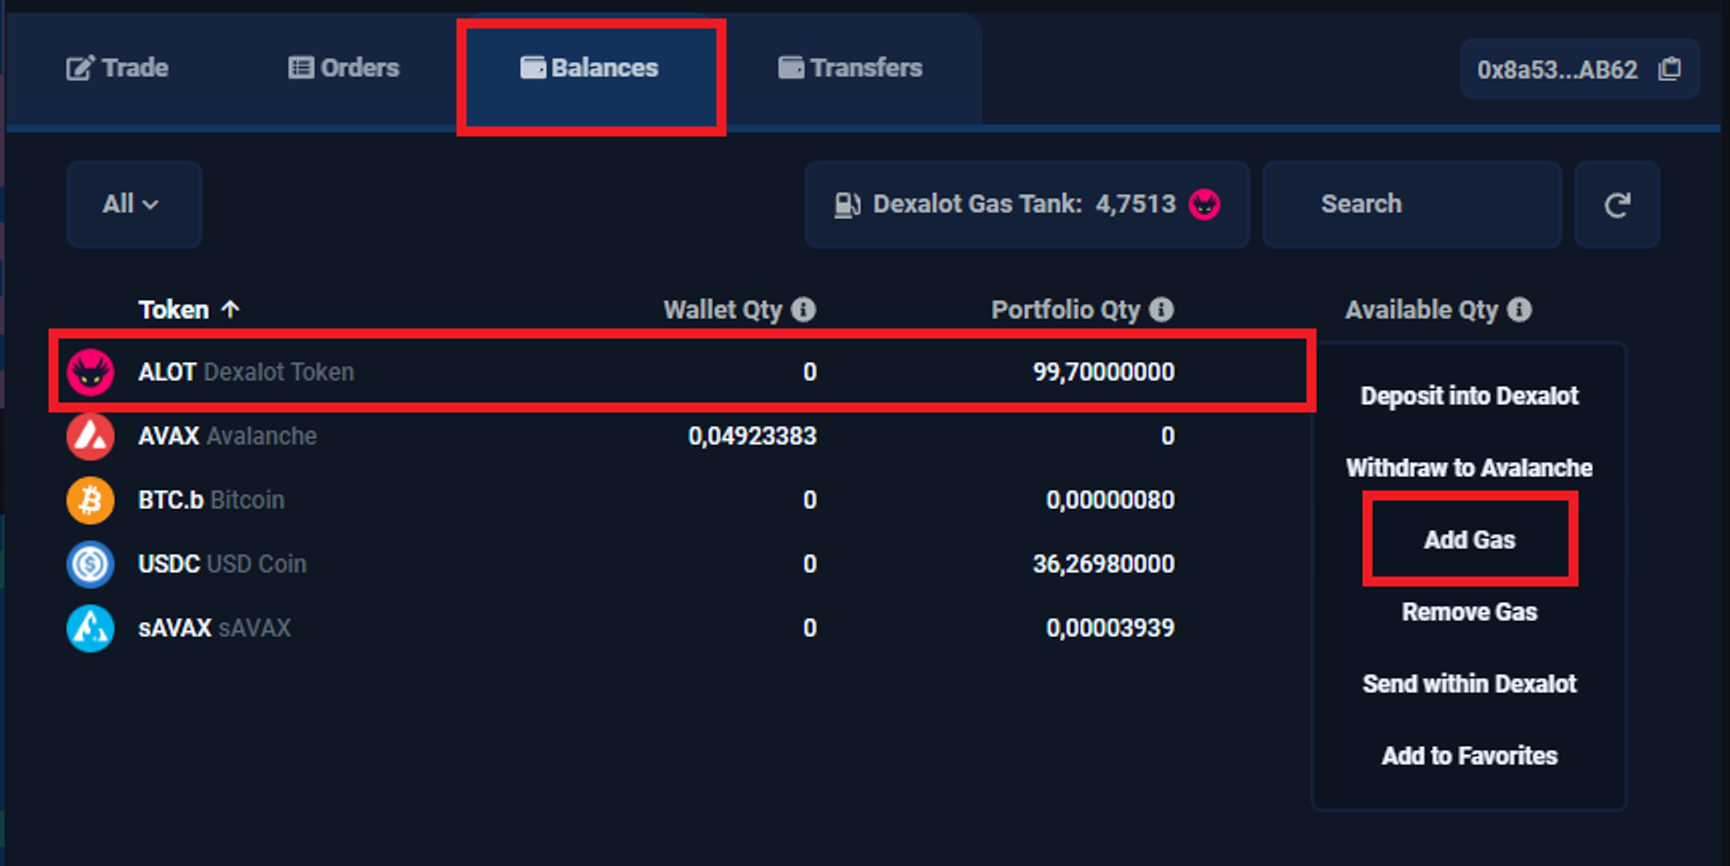 Trade Orders Balances Transfers 0x8a53...AB62
All Dexalot Gas Tank: 4,7513 Search
Token Wallet Qty Portfolio Qty Available Qty
ALOT Dexalot Token 0 99,70000000
Deposit into Dexalot
AVAX Avalanche 0,04923383 0
Withdraw to Avalanche
BTC.b Bitcoin 0 0,00000080
Add Gas
USDC USD Coin 0 36,26980000
Remove Gas
sAVAX sAVAX 0 0,00003939
Send within Dexalot
Add to Favorites